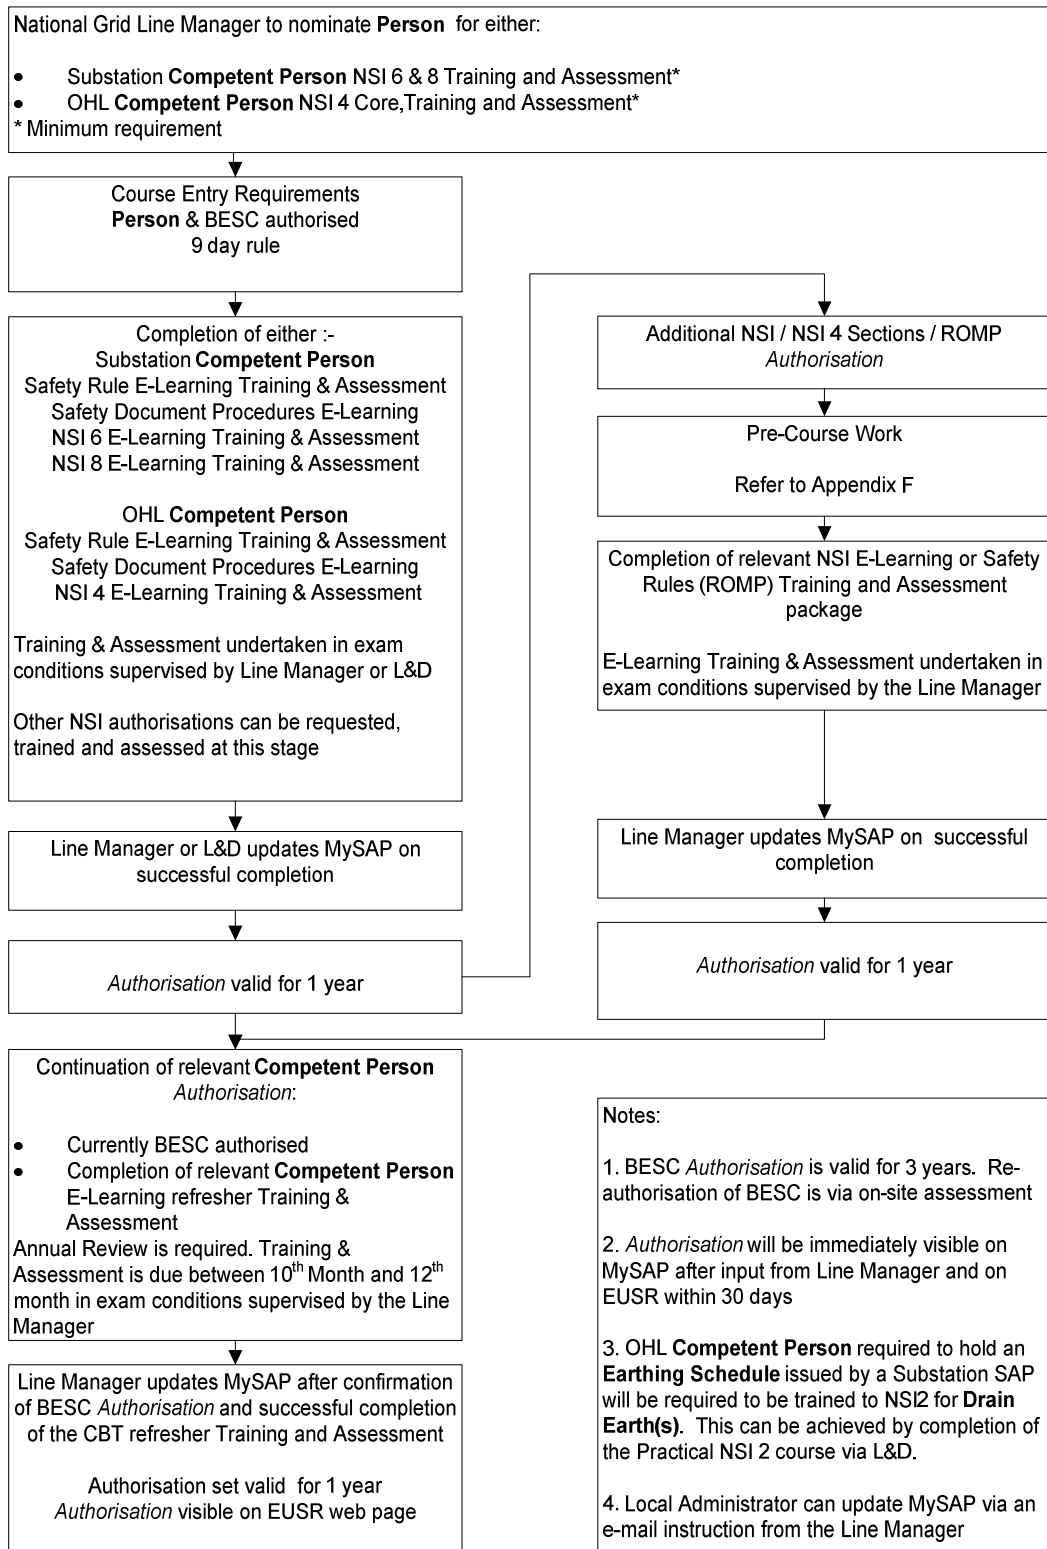 National Grid Line Manager to nominate Person for either:
• Substation Competent Person NSI 6 & 8 Training and Assessment*
• OHL Competent Person NSI 4 Core,Training and Assessment*
* Minimum requirement
Course Entry Requirements
Person & BESC authorised
9 day rule
Completion of either :-
Substation Competent Person
Safety Rule E-Learning Training & Assessment
Safety Document Procedures E-Learning
NSI 6 E-Learning Training & Assessment
NSI 8 E-Learning Training & Assessment
OHL Competent Person
Safety Rule E-Learning Training & Assessment
Safety Document Procedures E-Learning
NSI 4 E-Learning Training & Assessment
Training & Assessment undertaken in exam
conditions supervised by Line Manager or L&D
Other NSI authorisations can be requested,
trained and assessed at this stage
Line Manager or L&D updates MySAP on
successful completion
Authorisation valid for 1 year
Additional NSI / NSI 4 Sections / ROMP
Authorisation
Pre-Course Work
Refer to Appendix F
Completion of relevant NSI E-Learning or Safety
Rules (ROMP) Training and Assessment
package
E-Learning Training & Assessment undertaken in
exam conditions supervised by the Line Manager
Line Manager updates MySAP on successful
completion
Authorisation valid for 1 year
Continuation of relevant Competent Person
Authorisation:
• Currently BESC authorised
• Completion of relevant Competent Person
E-Learning refresher Training &
Assessment
Annual Review is required. Training &
Assessment is due between 10th Month and 12th
month in exam conditions supervised by the Line
Manager
Line Manager updates MySAP after confirmation
of BESC Authorisation and successful completion
of the CBT refresher Training and Assessment
Authorisation set valid for 1 year
Authorisation visible on EUSR web page
Notes:
1. BESC Authorisation is valid for 3 years. Re-
authorisation of BESC is via on-site assessment
2. Authorisation will be immediately visible on
MySAP after input from Line Manager and on
EUSR within 30 days
3. OHL Competent Person required to hold an
Earthing Schedule issued by a Substation SAP
will be required to be trained to NSI2 for Drain
Earth(s). This can be achieved by completion of
the Practical NSI 2 course via L&D.
4. Local Administrator can update MySAP via an
e-mail instruction from the Line Manager